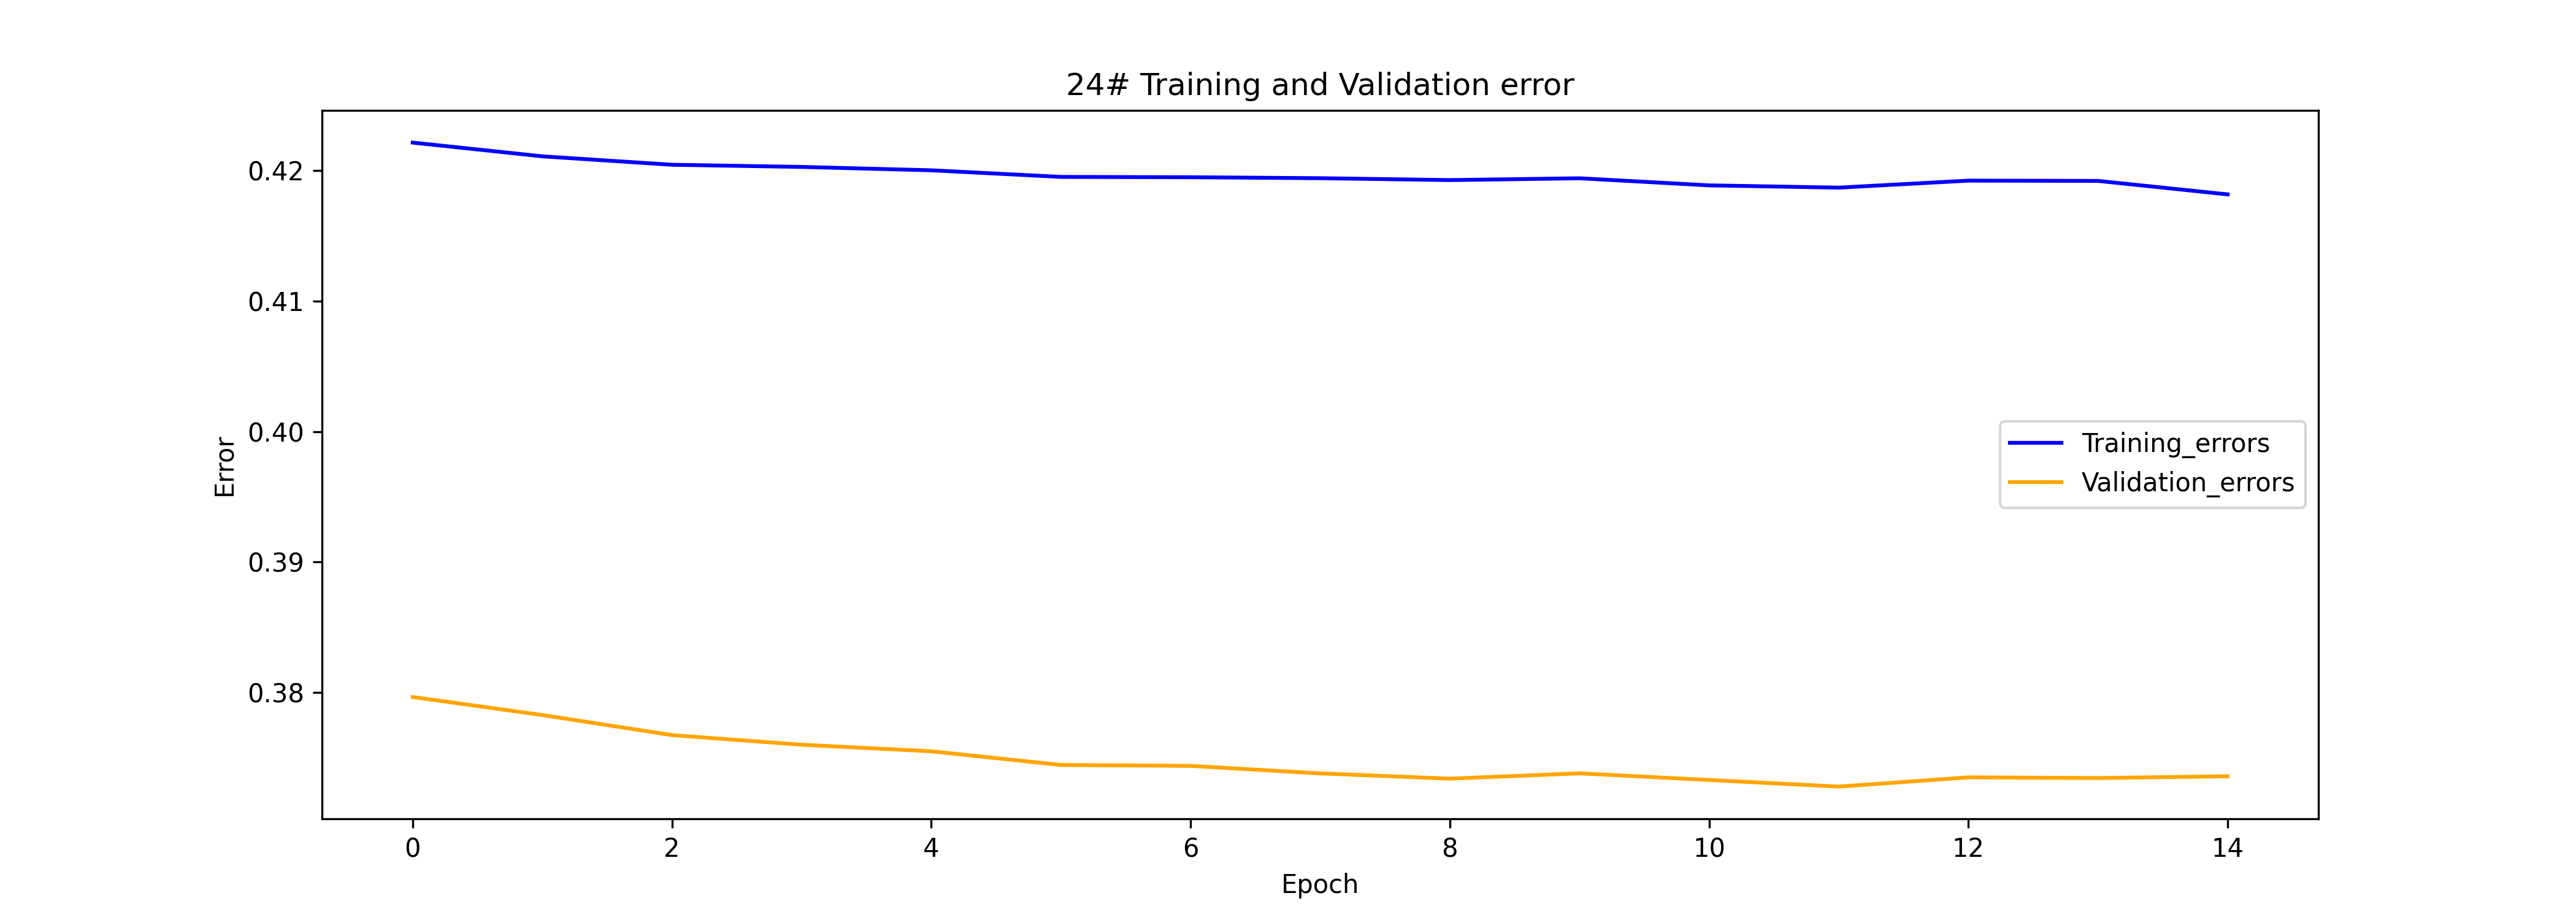 24# Training and Validation error
0.42
0.41
0.40
0.39
0.38
Error
Training_errors
Validation_errors
0 2 4 6 8 10 12 14
Epoch